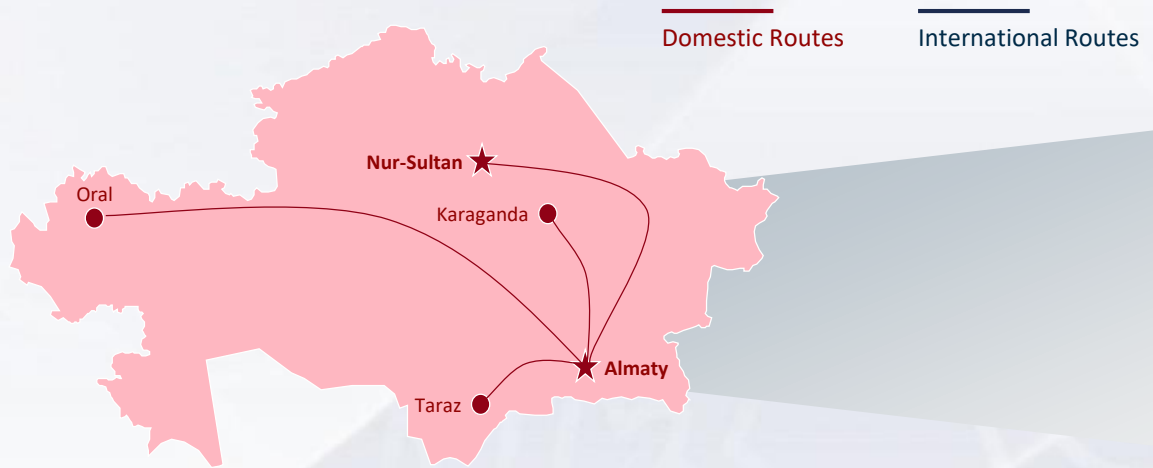 Domestic Routes
International Routes
Nur-Sultan
Oral
Karaganda
Almaty
Taraz